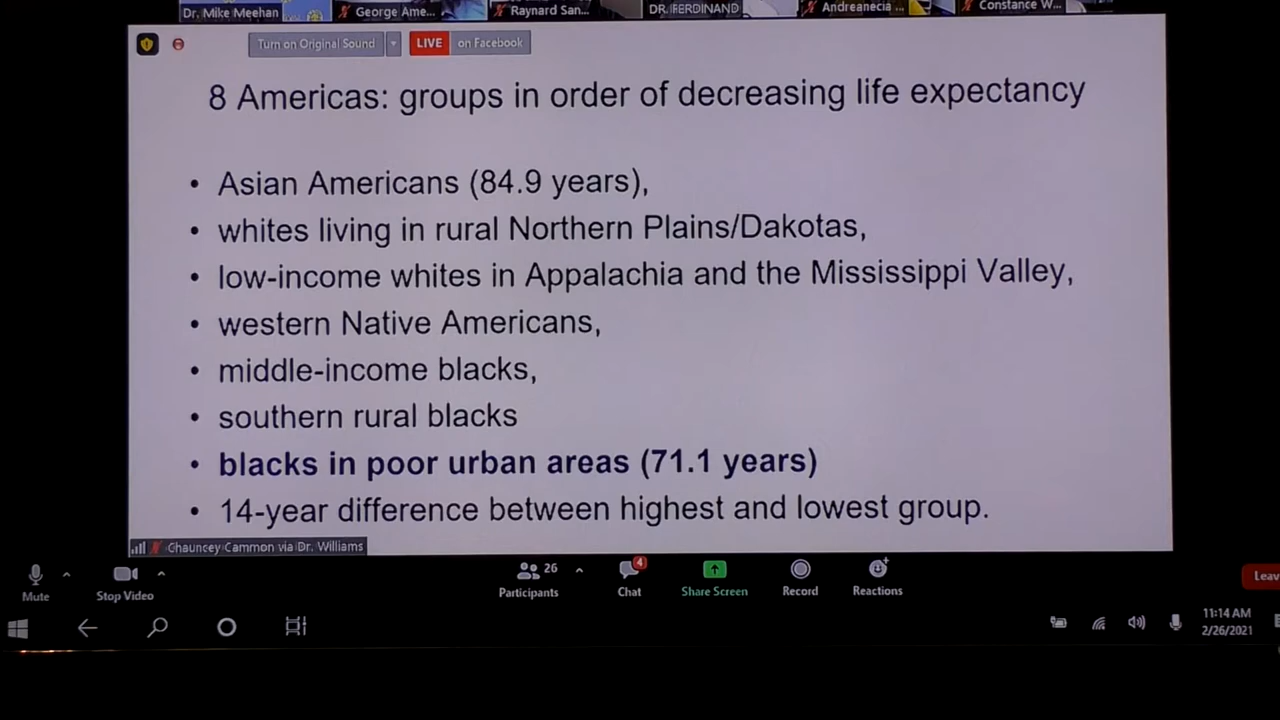 Dr. Mike Meehan
George Ame...
Raynard San...
DR. FERDINAND
Andreanecia ...
Constance W...
Turn on Original Sound
LIVE on Facebook
8 Americas: groups in order of decreasing life expectancy
• Asian Americans (84.9 years),
• whites living in rural Northern Plains/Dakotas,
• low-income whites in Appalachia and the Mississippi Valley,
• western Native Americans,
• middle-income blacks,
• southern rural blacks
• blacks in poor urban areas (71.1 years)
• 14-year difference between highest and lowest group.
Chauncey Cammon via Dr. Williams
Mute
Stop Video
26
Participants
4
Chat
Share Screen
Record
Reactions
Leav
11:14 AM
2/26/2021